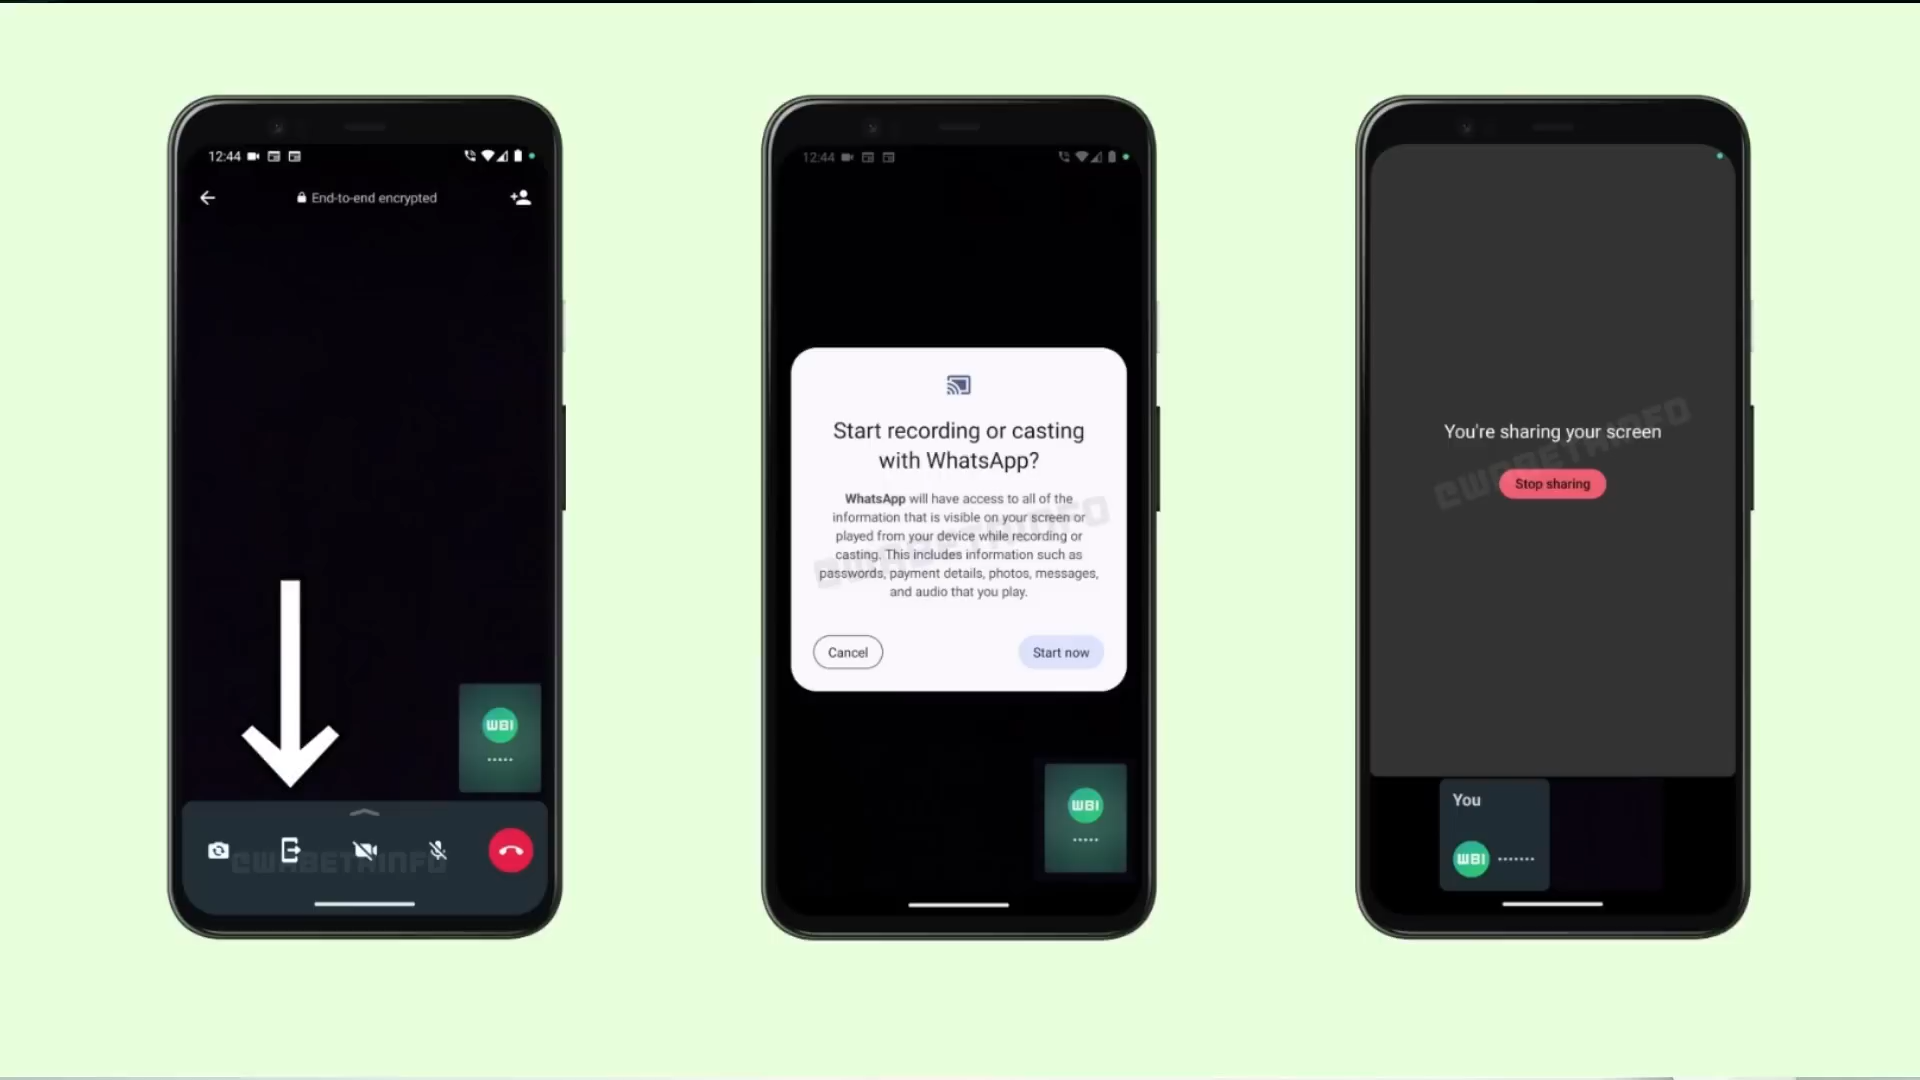 12:44
End-to-end encrypted
WBI
@WABETAINFO
12:44
Start recording or casting
with WhatsApp?
WhatsApp will have access to all of the
information that is visible on your screen or
played from your device while recording or
casting. This includes information such as
passwords, payment details, photos, messages,
and audio that you play.
@WABETAINFO
Cancel
Start now
WBI
You're sharing your screen
@WABETAINFO
Stop sharing
You
WBI